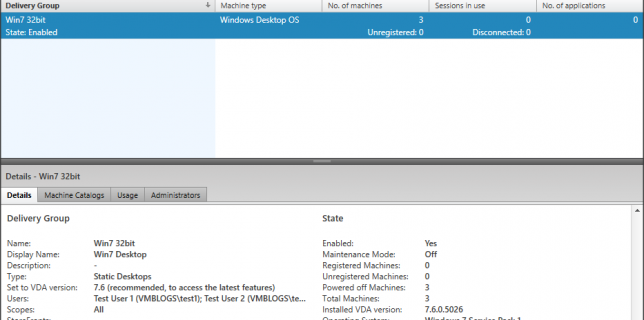 Delivery Group Machine type No. of machines Sessions in use No. of applications
Win7 32bit Windows Desktop OS 3 0 0
State: Enabled Unregistered: 0 Disconnected: 0
Details - Win7 32bit
Details Machine Catalogs Usage Administrators
Delivery Group State
Name: Win7 32bit Enabled: Yes
Display Name: Win7 Desktop Maintenance Mode: Off
Description: - Registered Machines: 0
Type: Static Desktops Unregistered Machines: 0
Set to VDA version: 7.6 (recommended, to access the latest features) Powered off Machines: 3
Users: Test User 1 (VMBLOGS\test1); Test User 2 (VMBLOGS\te... Total Machines: 3
Scopes: All Installed VDA version: 7.6.0.5026
StoreFronts: Operating System: Windows 7 Service Pack 1